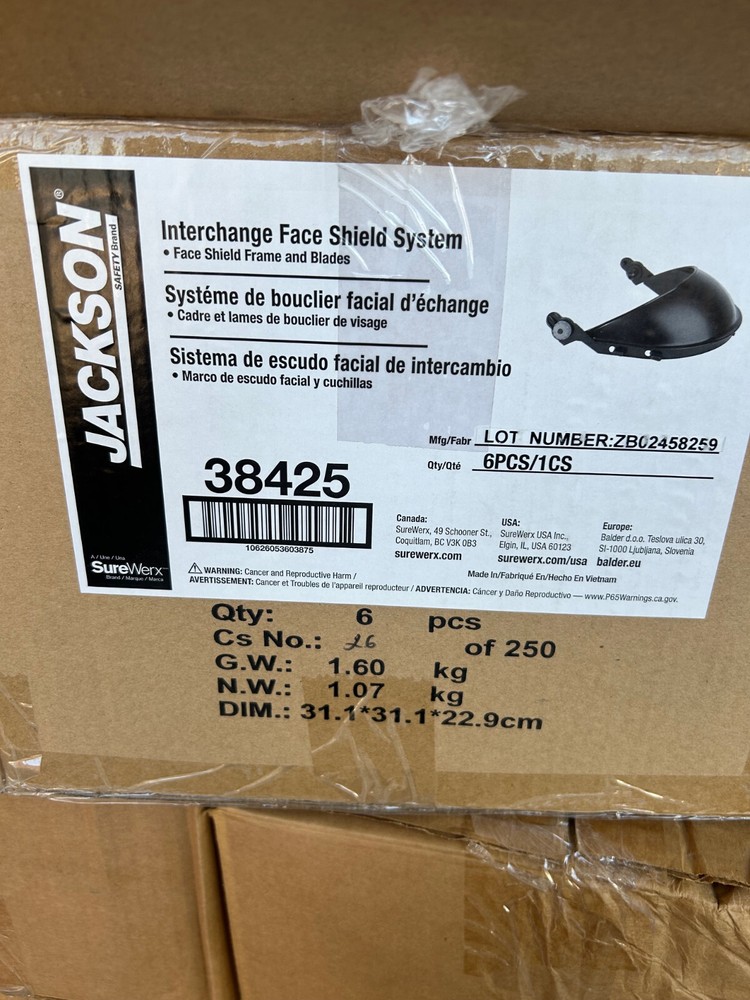 JACKSON®
SAFETY Brand
A / Une / Una
SureWerx™
Brand / Marque / Marca
Interchange Face Shield System
• Face Shield Frame and Blades
Systéme de bouclier facial d'échange
• Cadre et lames de bouclier de visage
Sistema de escudo facial de intercambio
• Marco de escudo facial y cuchillas
Mfg/Fabr LOT NUMBER:ZB02458259
Qty/Qté 6PCS/1CS
38425
10626053603875
Canada:
SureWerx, 49 Schooner St.,
Coquitlam, BC V3K 0B3
surewerx.com
USA:
SureWerx USA Inc.,
Elgin, IL, USA 60123
surewerx.com/usa
Europe:
Balder d.o.o. Teslova ulica 30,
SI-1000 Ljubljana, Slovenia
balder.eu
Made In/Fabriqué En/Hecho En Vietnam
⚠ WARNING: Cancer and Reproductive Harm /
AVERTISSEMENT: Cancer et Troubles de l'appareil reproducteur / ADVERTENCIA: Cáncer y Daño Reproductivo — www.P65Warnings.ca.gov.
Qty: 6 pcs
Cs No.: 26 of 250
G.W.: 1.60 kg
N.W.: 1.07 kg
DIM.: 31.1*31.1*22.9cm